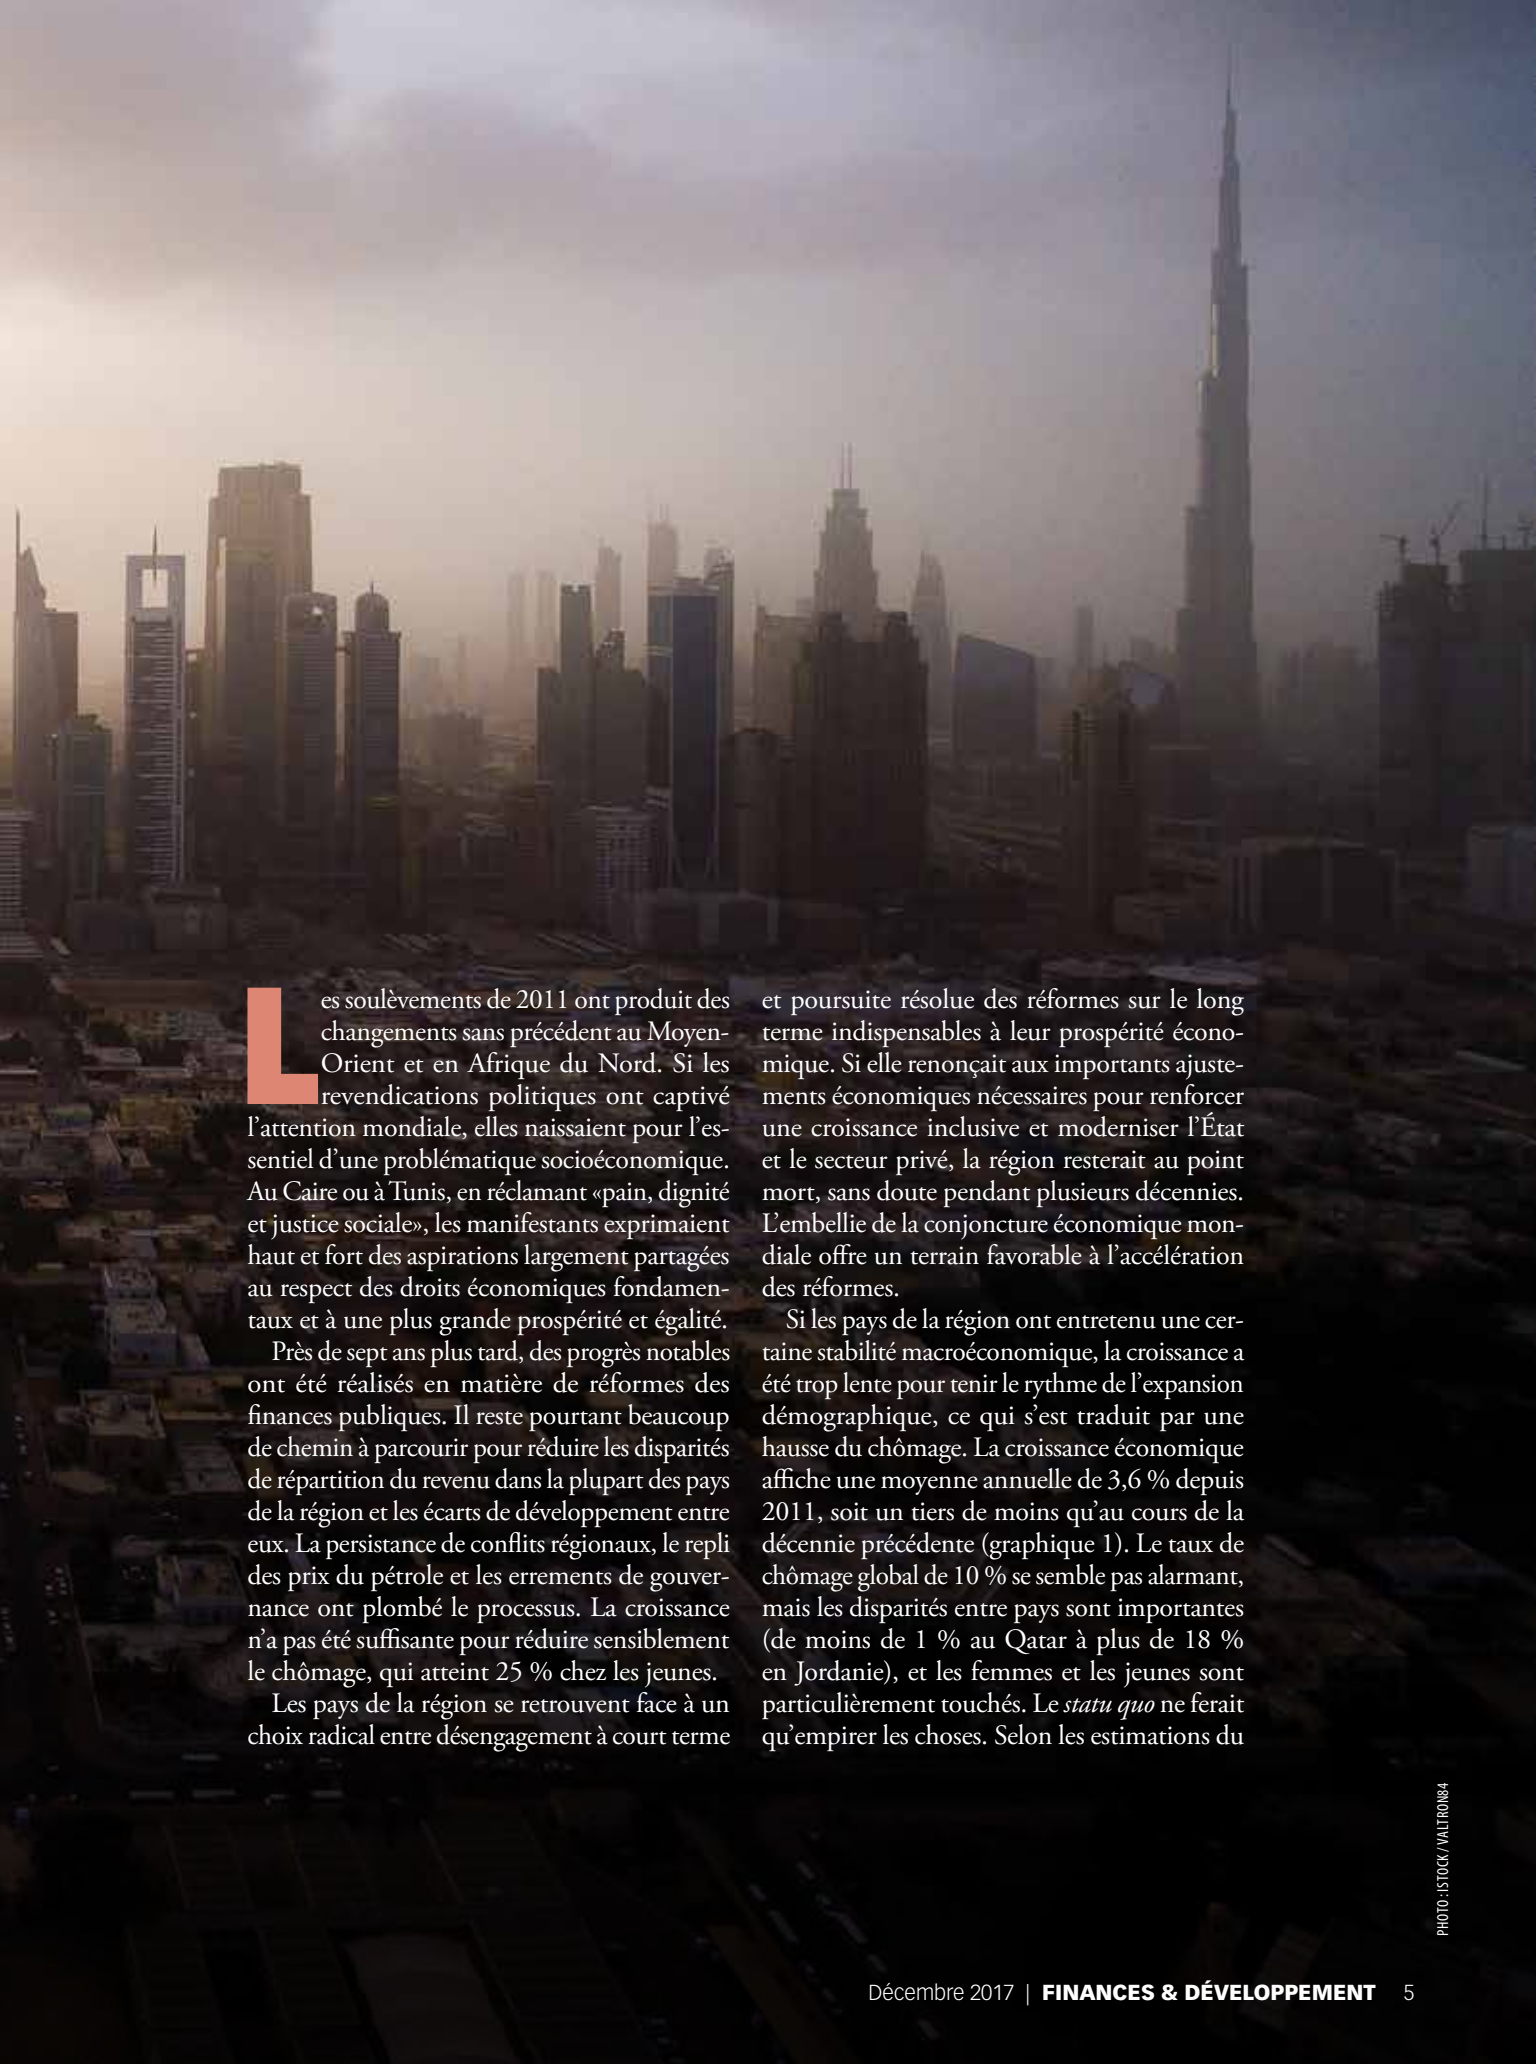 Les soulèvements de 2011 ont produit des
changements sans précédent au Moyen-
Orient et en Afrique du Nord. Si les
revendications politiques ont captivé
l’attention mondiale, elles naissaient pour l’es-
sentiel d’une problématique socioéconomique.
Au Caire ou à Tunis, en réclamant «pain, dignité
et justice sociale», les manifestants exprimaient
haut et fort des aspirations largement partagées
au respect des droits économiques fondamen-
taux et à une plus grande prospérité et égalité.
Près de sept ans plus tard, des progrès notables
ont été réalisés en matière de réformes des
finances publiques. Il reste pourtant beaucoup
de chemin à parcourir pour réduire les disparités
de répartition du revenu dans la plupart des pays
de la région et les écarts de développement entre
eux. La persistance de conflits régionaux, le repli
des prix du pétrole et les errements de gouver-
nance ont plombé le processus. La croissance
n’a pas été suffisante pour réduire sensiblement
le chômage, qui atteint 25 % chez les jeunes.
Les pays de la région se retrouvent face à un
choix radical entre désengagement à court terme
et poursuite résolue des réformes sur le long
terme indispensables à leur prospérité écono-
mique. Si elle renonçait aux importants ajuste-
ments économiques nécessaires pour renforcer
une croissance inclusive et moderniser l’État
et le secteur privé, la région resterait au point
mort, sans doute pendant plusieurs décennies.
L’embellie de la conjoncture économique mon-
diale offre un terrain favorable à l’accélération
des réformes.
Si les pays de la région ont entretenu une cer-
taine stabilité macroéconomique, la croissance a
été trop lente pour tenir le rythme de l’expansion
démographique, ce qui s’est traduit par une
hausse du chômage. La croissance économique
affiche une moyenne annuelle de 3,6 % depuis
2011, soit un tiers de moins qu’au cours de la
décennie précédente (graphique 1). Le taux de
chômage global de 10 % se semble pas alarmant,
mais les disparités entre pays sont importantes
(de moins de 1 % au Qatar à plus de 18 %
en Jordanie), et les femmes et les jeunes sont
particulièrement touchés. Le statu quo ne ferait
qu’empirer les choses. Selon les estimations du
PHOTO : ISTOCK / VALTRON84
Décembre 2017 | FINANCES & DÉVELOPPEMENT 5